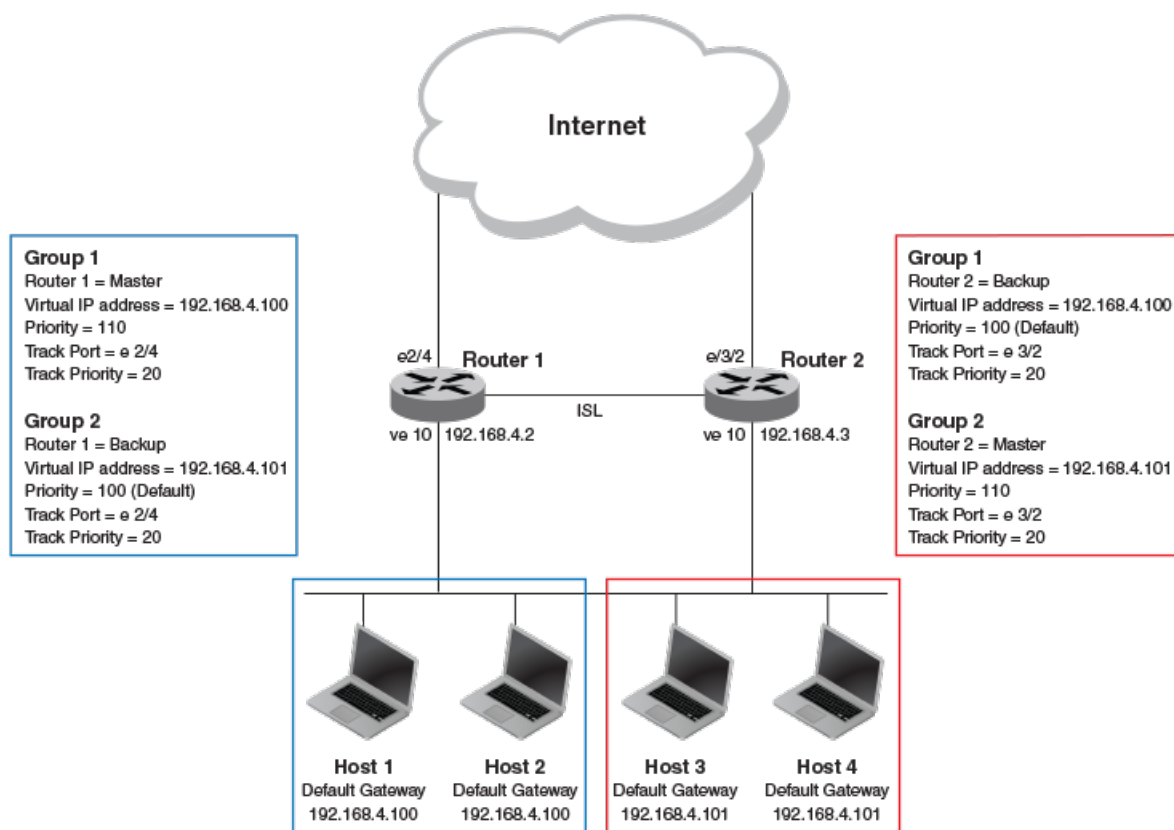 Internet
Group 1
Router 1 = Master
Virtual IP address = 192.168.4.100
Priority = 110
Track Port = e 2/4
Track Priority = 20
Group 2
Router 1 = Backup
Virtual IP address = 192.168.4.101
Priority = 100 (Default)
Track Port = e 2/4
Track Priority = 20
Group 1
Router 2 = Backup
Virtual IP address = 192.168.4.100
Priority = 100 (Default)
Track Port = e 3/2
Track Priority = 20
Group 2
Router 2 = Master
Virtual IP address = 192.168.4.101
Priority = 110
Track Port = e 3/2
Track Priority = 20
e2/4
Router 1
e/3/2
Router 2
ISL
ve 10
192.168.4.2
ve 10
192.168.4.3
Host 1
Default Gateway
192.168.4.100
Host 2
Default Gateway
192.168.4.100
Host 3
Default Gateway
192.168.4.101
Host 4
Default Gateway
192.168.4.101